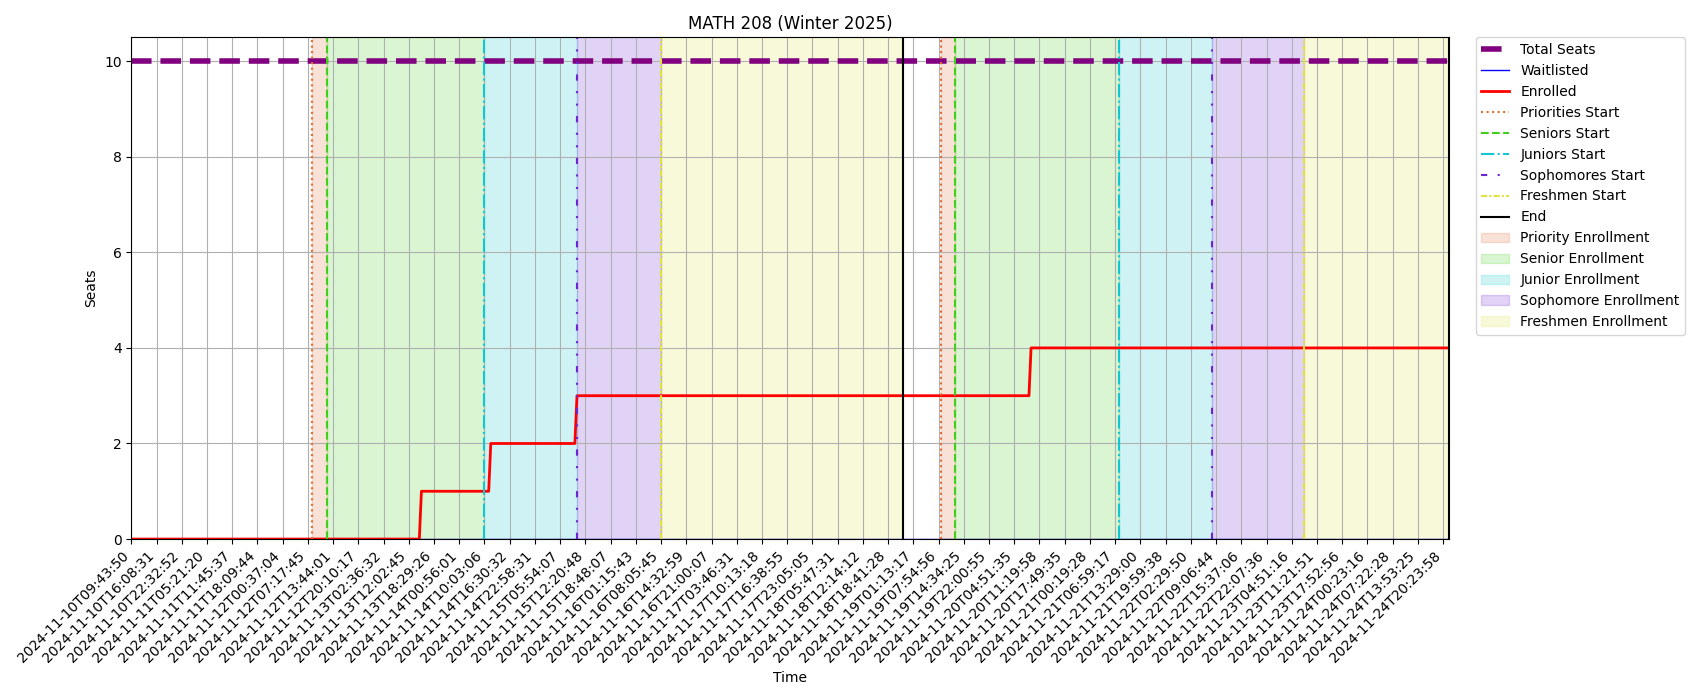 MATH 208 (Winter 2025)
Seats
10
8
6
4
2
0
2024-11-10T09:43:50
2024-11-10T16:08:31
2024-11-10T22:32:52
2024-11-11T05:21:20
2024-11-11T11:45:37
2024-11-11T18:09:44
2024-11-12T00:37:04
2024-11-12T07:17:45
2024-11-12T13:44:01
2024-11-12T20:10:17
2024-11-13T02:36:32
2024-11-13T12:02:45
2024-11-13T18:29:26
2024-11-14T00:56:01
2024-11-14T10:03:06
2024-11-14T16:30:32
2024-11-14T22:58:31
2024-11-15T05:54:07
2024-11-15T12:20:48
2024-11-15T18:48:07
2024-11-16T01:15:43
2024-11-16T08:05:45
2024-11-16T14:32:59
2024-11-16T21:00:07
2024-11-17T03:46:31
2024-11-17T10:13:18
2024-11-17T16:38:55
2024-11-17T23:05:05
2024-11-18T05:47:31
2024-11-18T12:14:12
2024-11-18T18:41:28
2024-11-19T01:13:17
2024-11-19T07:54:56
2024-11-19T14:34:25
2024-11-19T22:00:55
2024-11-20T04:51:35
2024-11-20T11:19:58
2024-11-20T17:49:35
2024-11-21T00:19:28
2024-11-21T06:59:17
2024-11-21T13:29:00
2024-11-21T19:59:38
2024-11-22T02:29:50
2024-11-22T09:06:44
2024-11-22T15:37:06
2024-11-22T22:07:36
2024-11-23T04:51:16
2024-11-23T11:21:51
2024-11-23T17:52:56
2024-11-24T00:23:16
2024-11-24T07:22:28
2024-11-24T13:53:25
2024-11-24T20:23:58
Time
Total Seats
Waitlisted
Enrolled
Priorities Start
Seniors Start
Juniors Start
Sophomores Start
Freshmen Start
End
Priority Enrollment
Senior Enrollment
Junior Enrollment
Sophomore Enrollment
Freshmen Enrollment